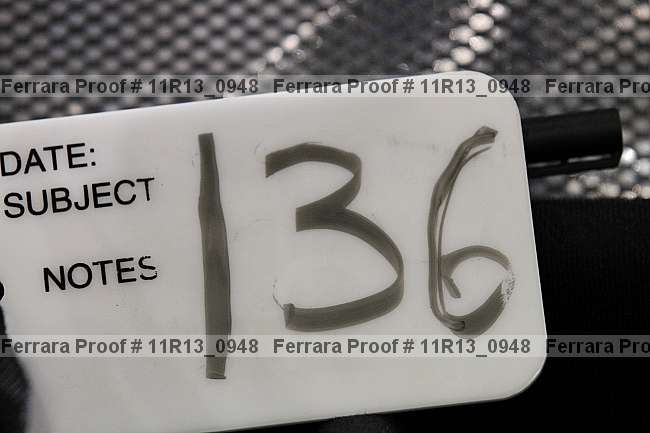 Ferrara Proof # 11R13_0948 Ferrara Proof # 11R13_0948 Ferrara Proof
DATE:
SUBJECT
NOTES
136
Ferrara Proof # 11R13_0948 Ferrara Proof # 11R13_0948 Ferrara Proof